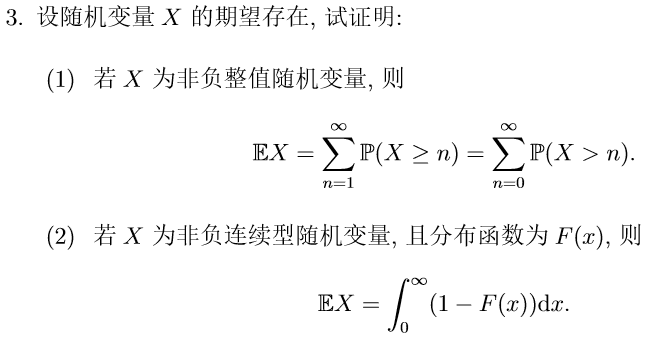 3. 设随机变量 X 的期望存在, 试证明:
(1) 若 X 为非负整值随机变量, 则
𝔼X = ∑_{n=1}^{∞} ℙ(X ≥ n) = ∑_{n=0}^{∞} ℙ(X > n).
(2) 若 X 为非负连续型随机变量, 且分布函数为 F(x), 则
𝔼X = ∫_0^∞ (1 − F(x))dx.